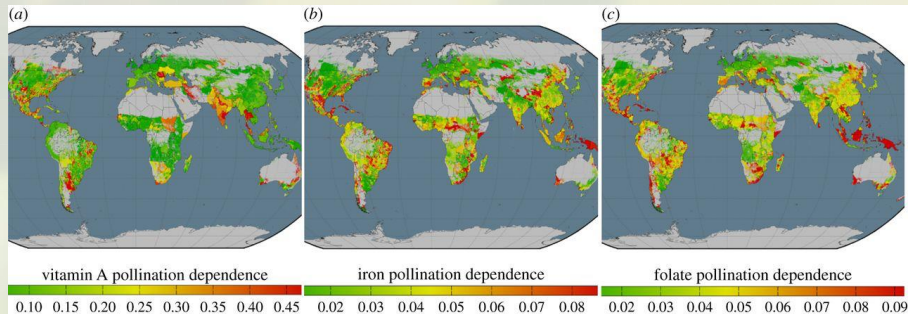 (a)
(b)
(c)
vitamin A pollination dependence
0.10 0.15 0.20 0.25 0.30 0.35 0.40 0.45
iron pollination dependence
0.02 0.03 0.04 0.05 0.06 0.07 0.08
folate pollination dependence
0.02 0.03 0.04 0.05 0.06 0.07 0.08 0.09